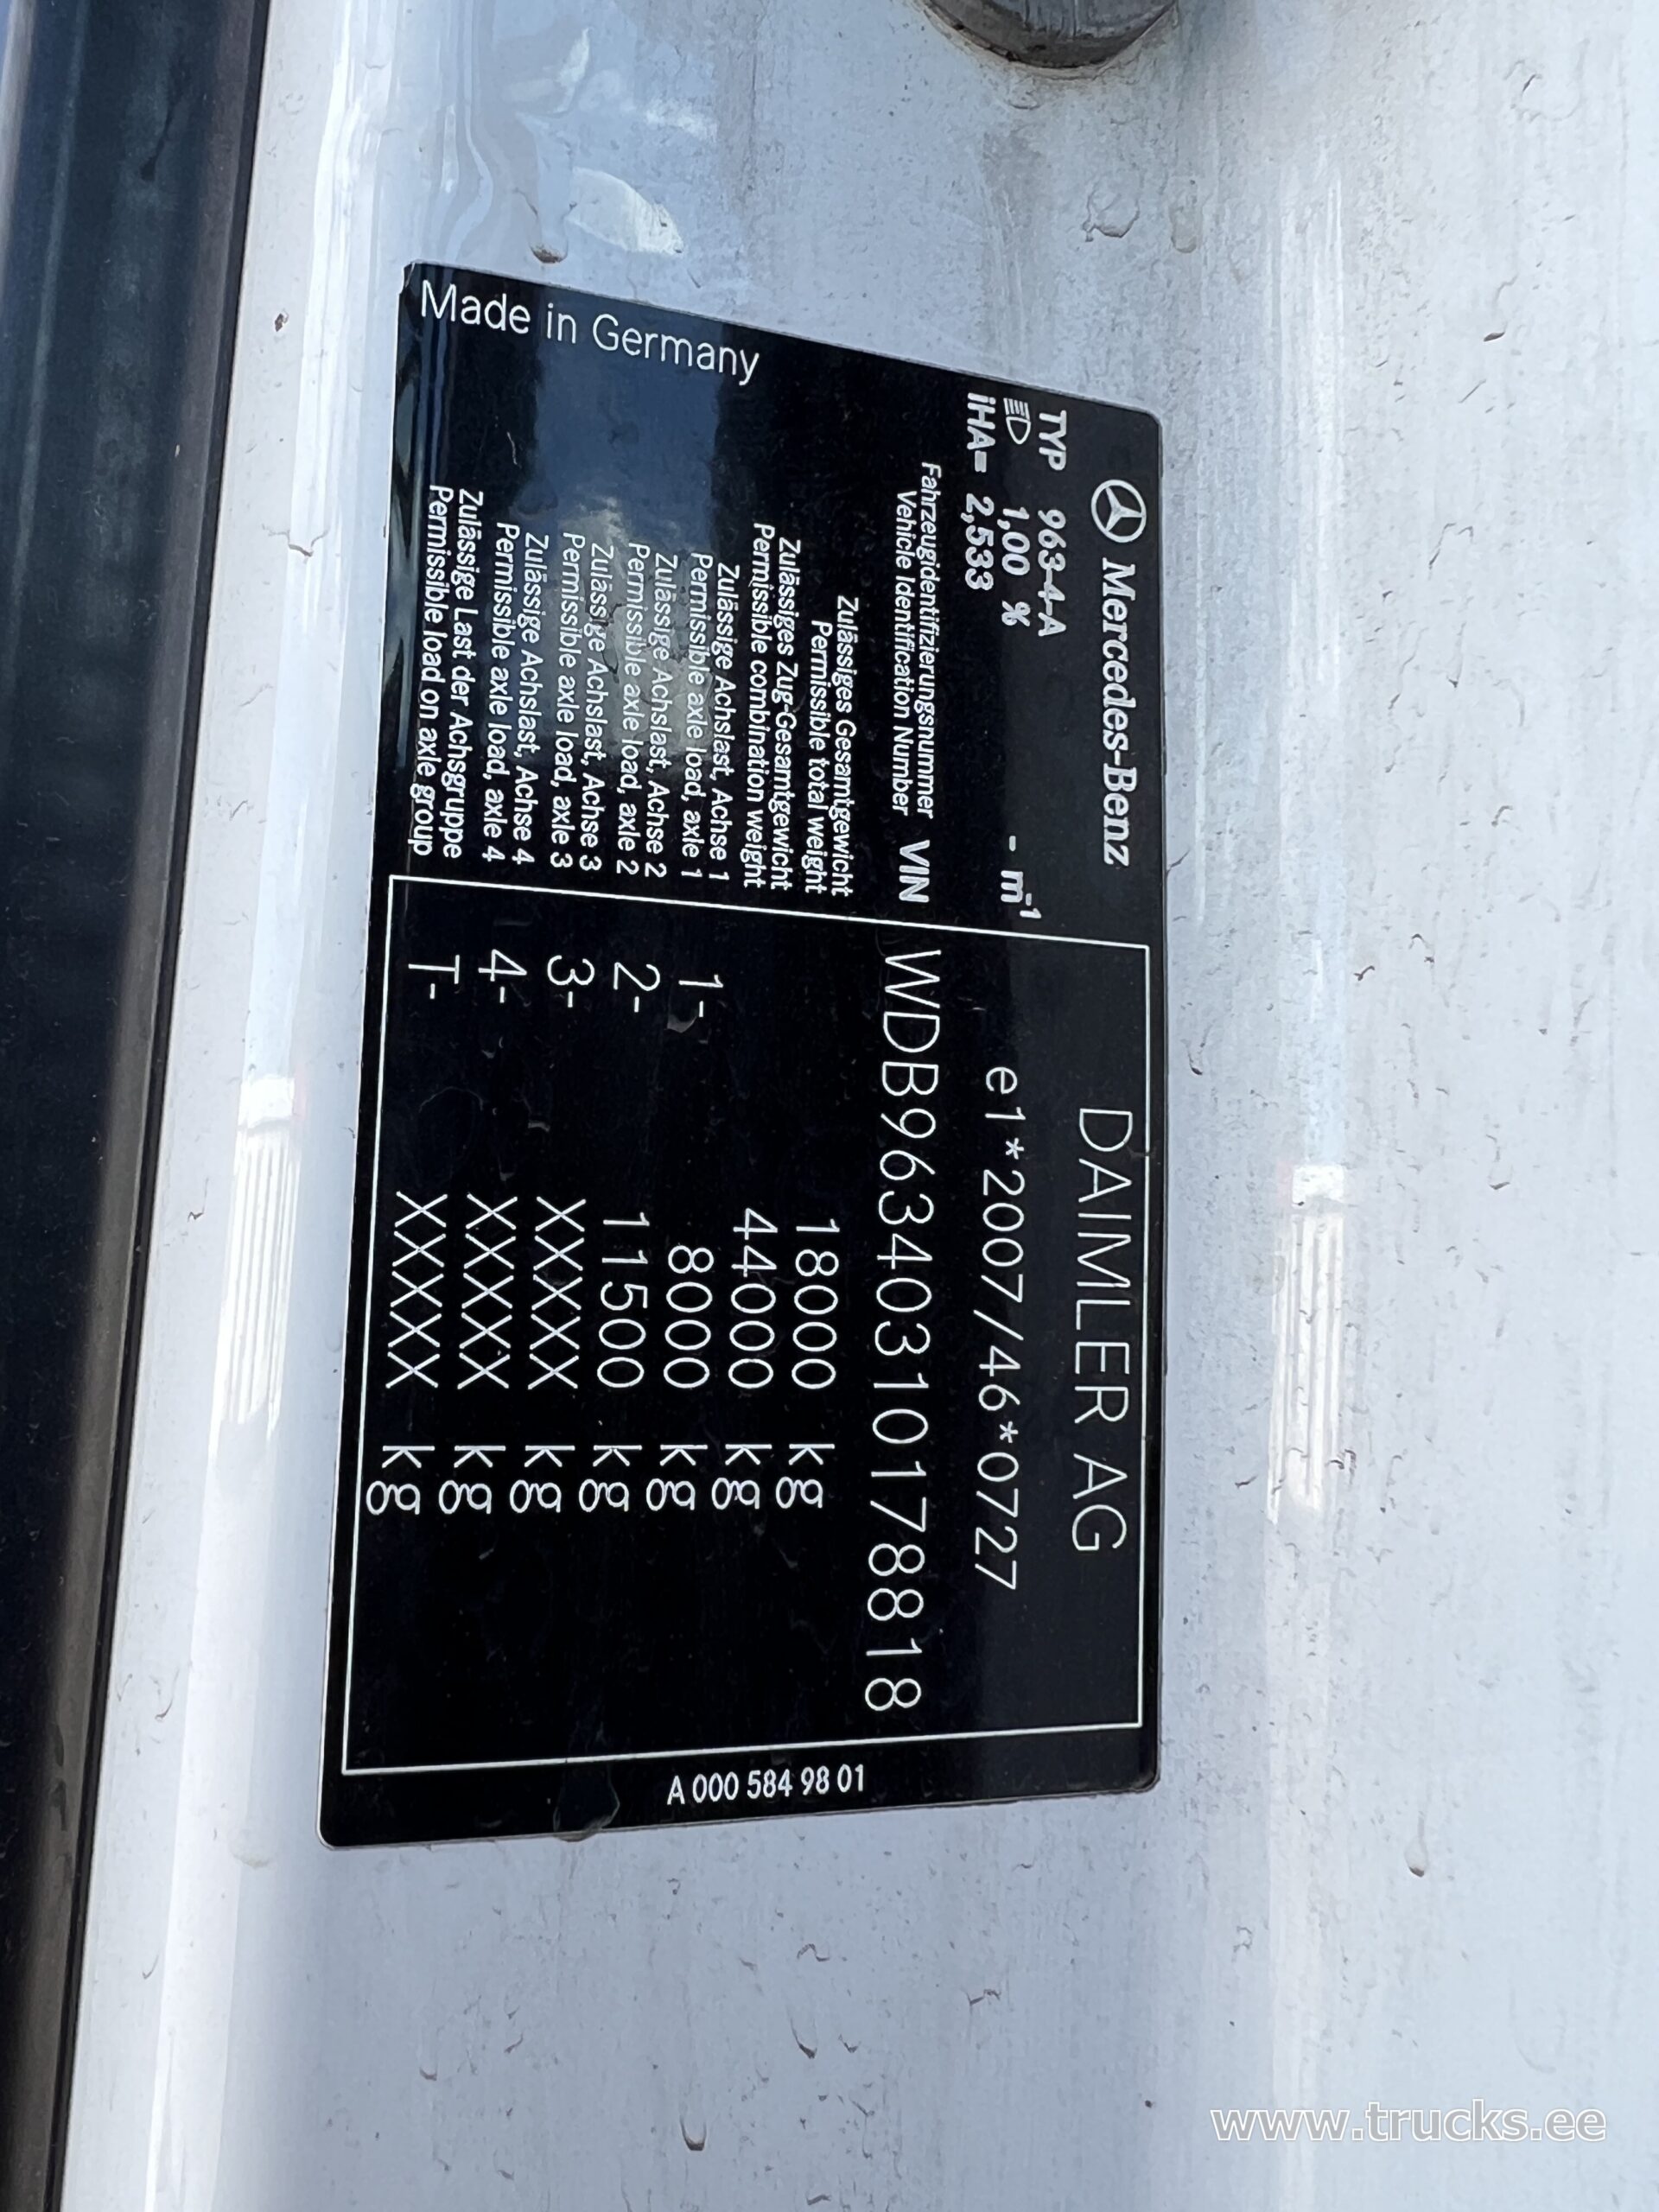 Mercedes-Benz
DAIMLER AG
TYP 963-4-A
1,00 % - m-1
e1*2007/46*0727
iHA= 2,533
Fahrzeugidentifizierungsnummer
Vehicle Identification Number
VIN WDB96340310178818
Zulässiges Gesamtgewicht
Permissible total weight
18000 kg
Zulässiges Zug-Gesamtgewicht
Permissible combination weight
44000 kg
Zulässige Achslast, Achse 1
Permissible axle load, axle 1
1- 8000 kg
Zulässige Achslast, Achse 2
Permissible axle load, axle 2
2- 11500 kg
Zulässige Achslast, Achse 3
Permissible axle load, axle 3
3- XXXXX kg
Zulässige Achslast, Achse 4
Permissible axle load, axle 4
4- XXXXX kg
Zulässige Last der Achsgruppe
Permissible load on axle group
T- XXXXX kg
Made in Germany
A 000 584 98 01
www.trucks.ee